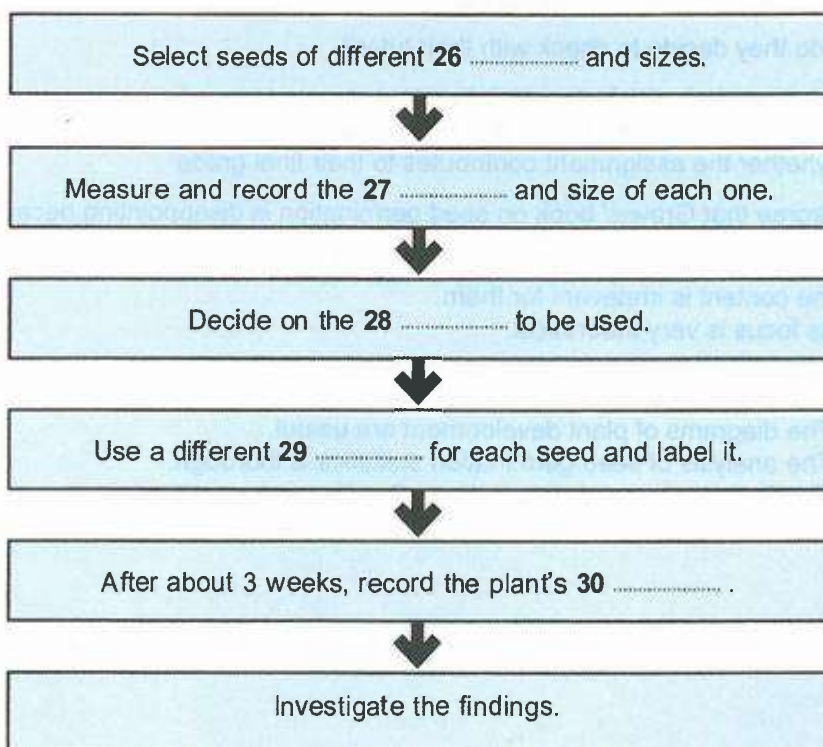 Select seeds of different 26 .................... and sizes.
Measure and record the 27 .................... and size of each one.
Decide on the 28 .................... to be used.
Use a different 29 .................... for each seed and label it.
After about 3 weeks, record the plant's 30 .................... .
Investigate the findings.